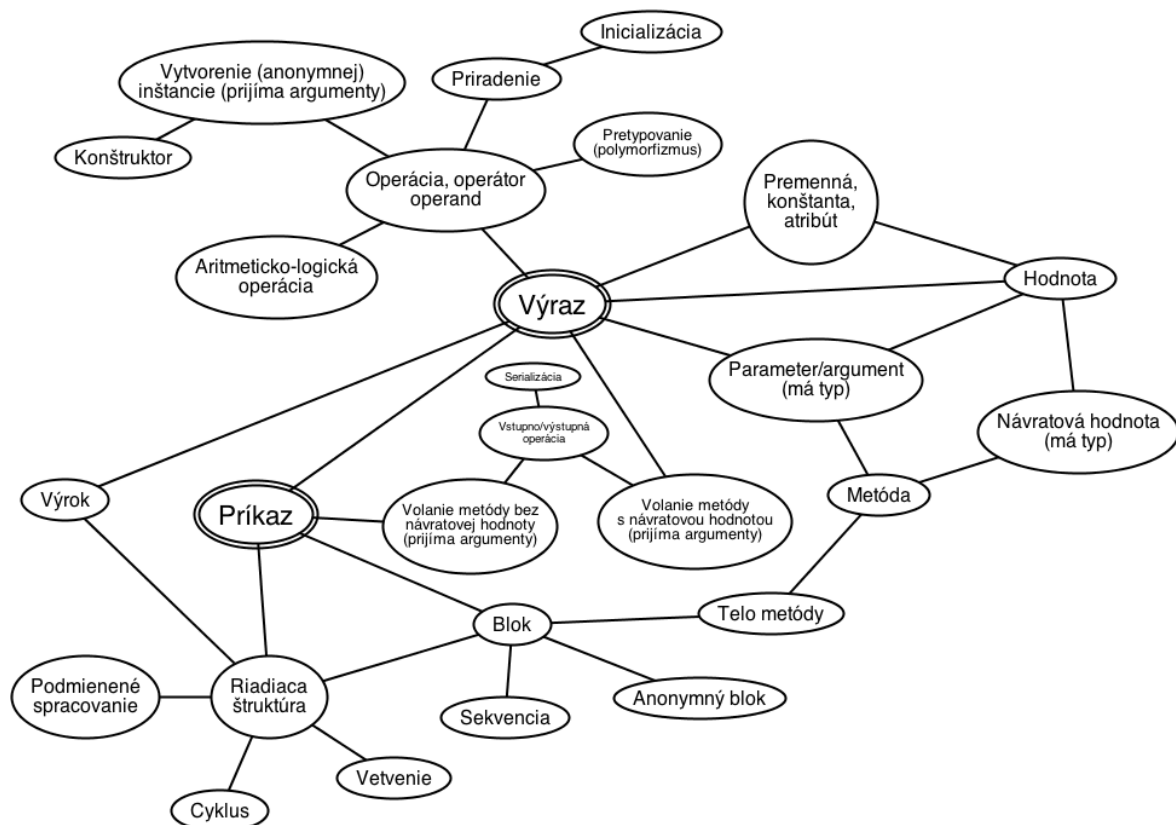 Inicializácia
Vytvorenie (anonymnej)
inštancie (prijíma argumenty)
Priradenie
Konštruktor
Pretypovanie
(polymorfizmus)
Operácia, operátor
operand
Premenná,
konštanta,
atribút
Aritmeticko-logická
operácia
Hodnota
Výraz
Serializácia
Parameter/argument
(má typ)
Vstupno/výstupná
operácia
Návratová hodnota
(má typ)
Výrok
Príkaz
Volanie metódy bez
návratovej hodnoty
(prijíma argumenty)
Volanie metódy
s návratovou hodnotou
(prijíma argumenty)
Metóda
Blok
Telo metódy
Podmienené
spracovanie
Riadiaca
štruktúra
Sekvencia
Anonymný blok
Vetvenie
Cyklus